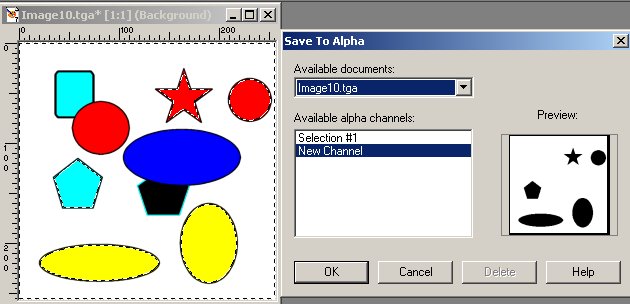 Image10.tga* [1:1] (Background)
0 100 200
0
100
200
Save To Alpha
Available documents:
Image10.tga
Available alpha channels:
Selection #1
New Channel
Preview:
OK Cancel Delete Help